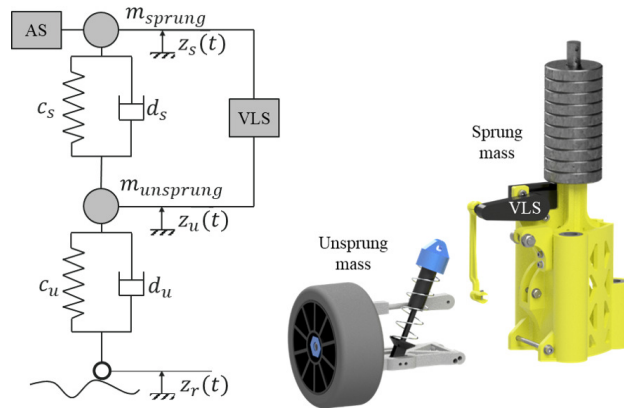 AS
m_sprung
z_s(t)
c_s
d_s
VLS
m_unsprung
z_u(t)
c_u
d_u
z_r(t)
Sprung
mass
VLS
Unsprung
mass